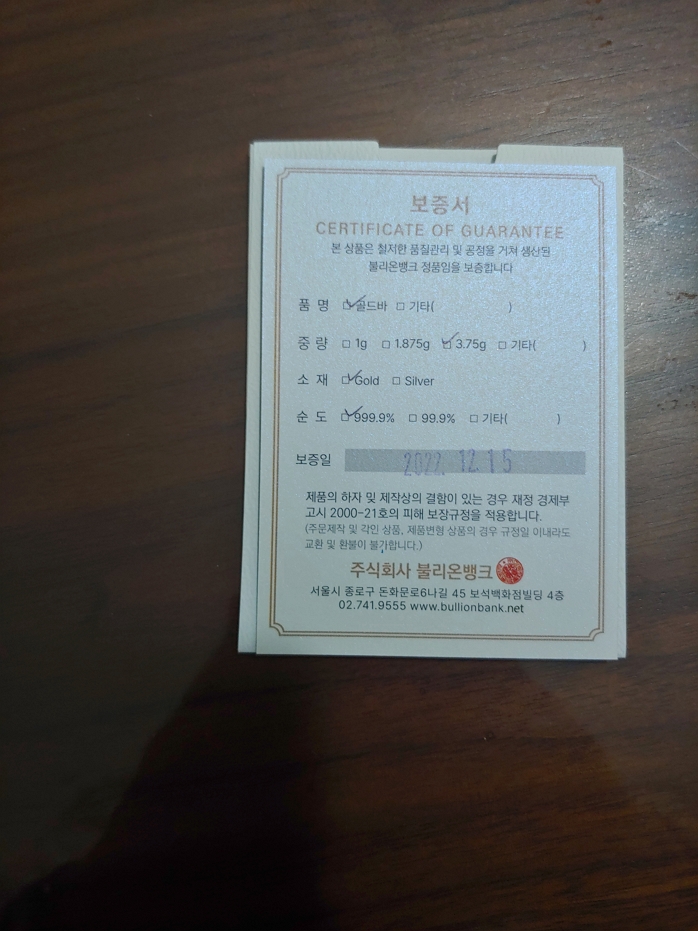 보증서
CERTIFICATE OF GUARANTEE
본 상품은 철저한 품질관리 및 공정을 거쳐 생산된
불리온뱅크 정품임을 보증합니다
품 명 ☑ 골드바 □ 기타( )
중 량 □ 1g □ 1.875g ☑ 3.75g □ 기타( )
소 재 ☑ Gold □ Silver
순 도 ☑ 999.9% □ 99.9% □ 기타( )
보증일 2022. 12. 15
제품의 하자 및 제작상의 결함이 있는 경우 재정 경제부
고시 2000-21호의 피해 보장규정을 적용합니다.
(주문제작 및 각인 상품, 제품변형 상품의 경우 규정일 이내라도
교환 및 환불이 불가합니다.)
주식회사 불리온뱅크
서울시 종로구 돈화문로6나길 45 보석백화점빌딩 4층
02.741.9555 www.bullionbank.net